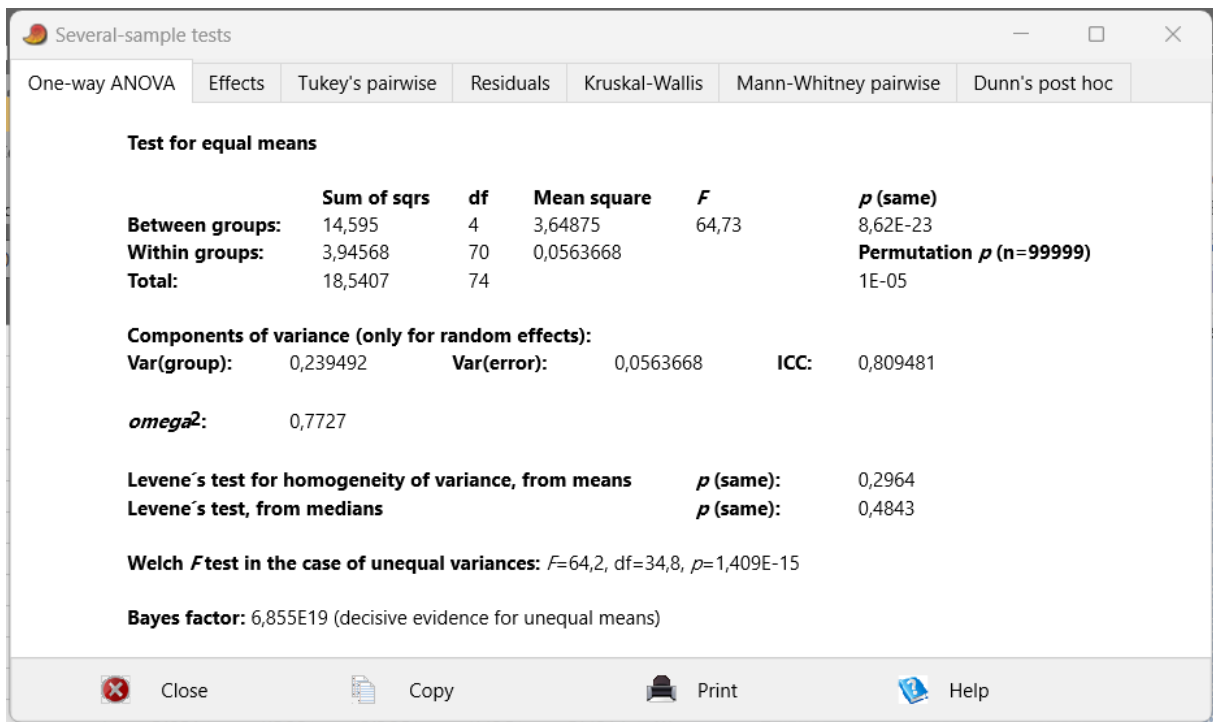 Several-sample tests
One-way ANOVA Effects Tukey's pairwise Residuals Kruskal-Wallis Mann-Whitney pairwise Dunn's post hoc
Test for equal means
Sum of sqrs df Mean square F p (same)
Between groups: 14,595 4 3,64875 64,73 8,62E-23
Within groups: 3,94568 70 0,0563668 Permutation p (n=99999)
Total: 18,5407 74 1E-05
Components of variance (only for random effects):
Var(group): 0,239492 Var(error): 0,0563668 ICC: 0,809481
omega2: 0,7727
Levene´s test for homogeneity of variance, from means p (same): 0,2964
Levene´s test, from medians p (same): 0,4843
Welch F test in the case of unequal variances: F=64,2, df=34,8, p=1,409E-15
Bayes factor: 6,855E19 (decisive evidence for unequal means)
Close Copy Print Help